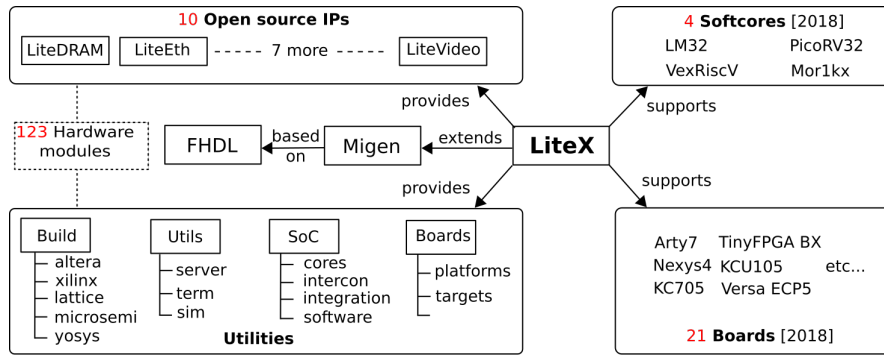 10 Open source IPs
LiteDRAM LiteEth ----- 7 more ----- LiteVideo
4 Softcores [2018]
LM32 PicoRV32
VexRiscV Mor1kx
provides
supports
123 Hardware
modules
FHDL
based
on
Migen
extends
LiteX
provides
supports
Build
altera
xilinx
lattice
microsemi
yosys
Utils
server
term
sim
SoC
cores
intercon
integration
software
Boards
platforms
targets
Utilities
Arty7 TinyFPGA BX
Nexys4 KCU105 etc...
KC705 Versa ECP5
21 Boards [2018]